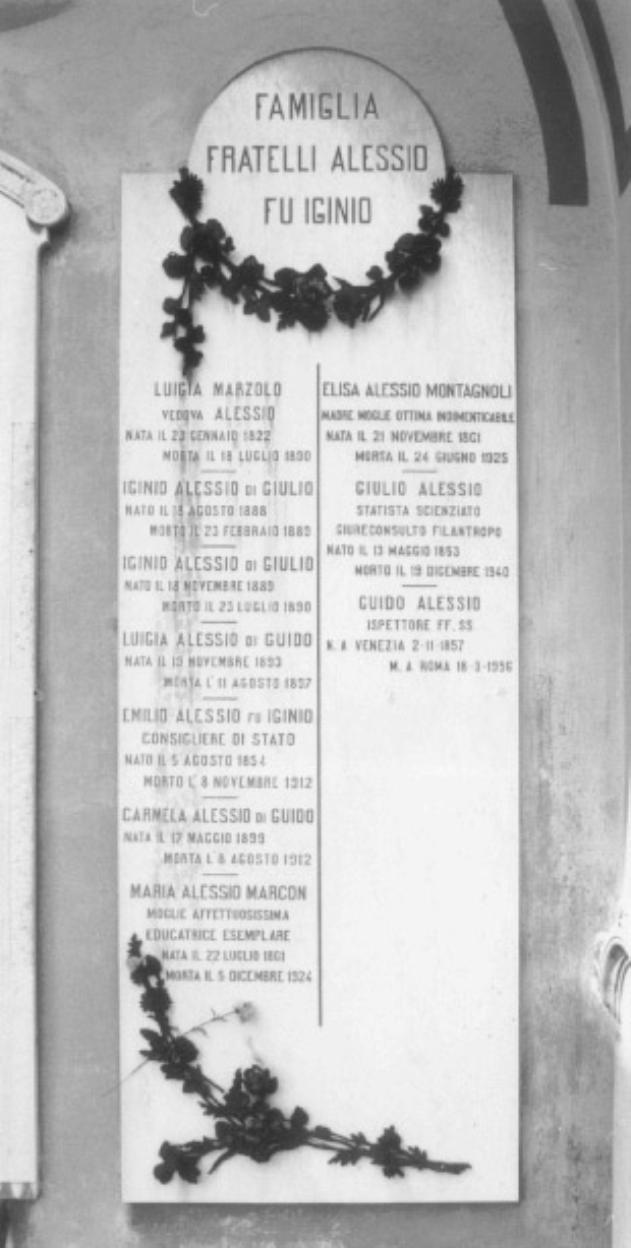 FAMIGLIA
FRATELLI ALESSIO
FU IGINIO
LUIGIA MARZOLO
VEDOVA ALESSIO
NATA IL 23 GENNAIO 1822
MORTA IL 18 LUGLIO 1890
IGINIO ALESSIO DI GIULIO
NATO IL 18 AGOSTO 1888
MORTO IL 23 FEBBRAIO 1889
IGINIO ALESSIO DI GIULIO
NATO IL 18 NOVEMBRE 1889
MORTO IL 23 LUGLIO 1890
LUIGIA ALESSIO DI GUIDO
NATA IL 19 NOVEMBRE 1893
MORTA L'11 AGOSTO 1897
EMILIO ALESSIO FU IGINIO
CONSIGLIERE DI STATO
NATO IL 5 AGOSTO 1854
MORTO L'8 NOVEMBRE 1912
CARMELA ALESSIO DI GUIDO
NATA IL 17 MAGGIO 1899
MORTA L'8 AGOSTO 1912
MARIA ALESSIO MARCON
MOGLIE AFFETTUOSISSIMA
EDUCATRICE ESEMPLARE
NATA IL 22 LUGLIO 1861
MORTA IL 5 DICEMBRE 1924
ELISA ALESSIO MONTAGNOLI
MADRE MOGLIE OTTIMA INDIMENTICABILE
NATA IL 21 NOVEMBRE 1861
MORTA IL 24 GIUGNO 1925
GIULIO ALESSIO
STATISTA SCIENZIATO
GIURECONSULTO FILANTROPO
NATO IL 13 MAGGIO 1853
MORTO IL 19 DICEMBRE 1940
GUIDO ALESSIO
ISPETTORE FF. SS
N. A VENEZIA 2-11-1857
M. A ROMA 18-3-1936